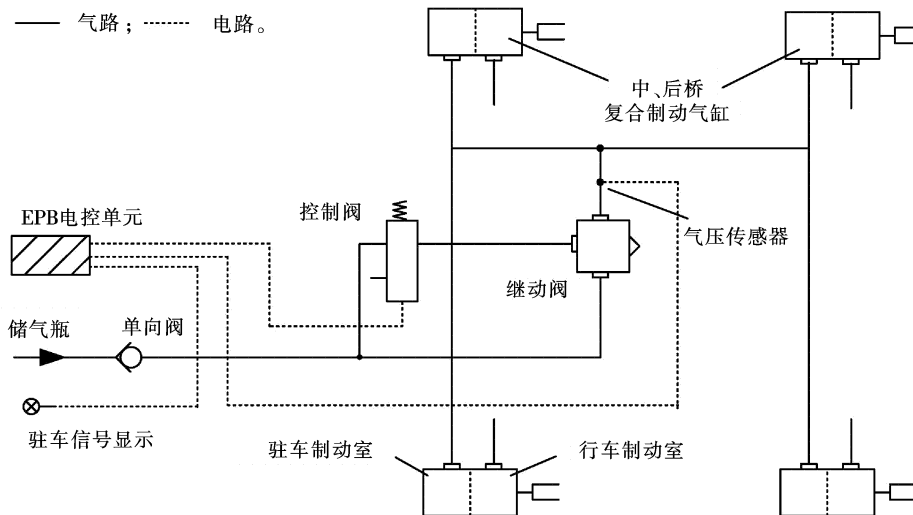 气路；
电路。
中、后桥
复合制动气缸
控制阀
EPB电控单元
气压传感器
继动阀
储气瓶
单向阀
驻车信号显示
驻车制动室
行车制动室